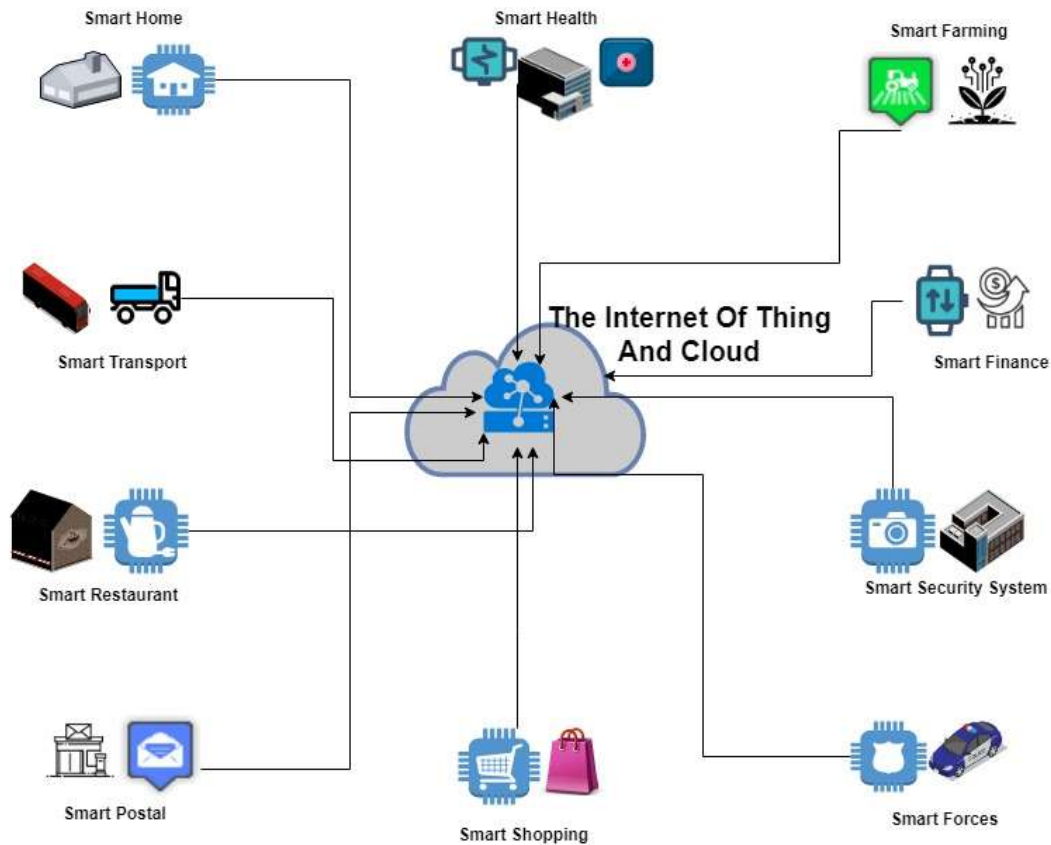 Smart Home
Smart Health
Smart Farming
The Internet Of Thing
And Cloud
Smart Transport
Smart Finance
Smart Restaurant
Smart Security System
Smart Postal
Smart Shopping
Smart Forces